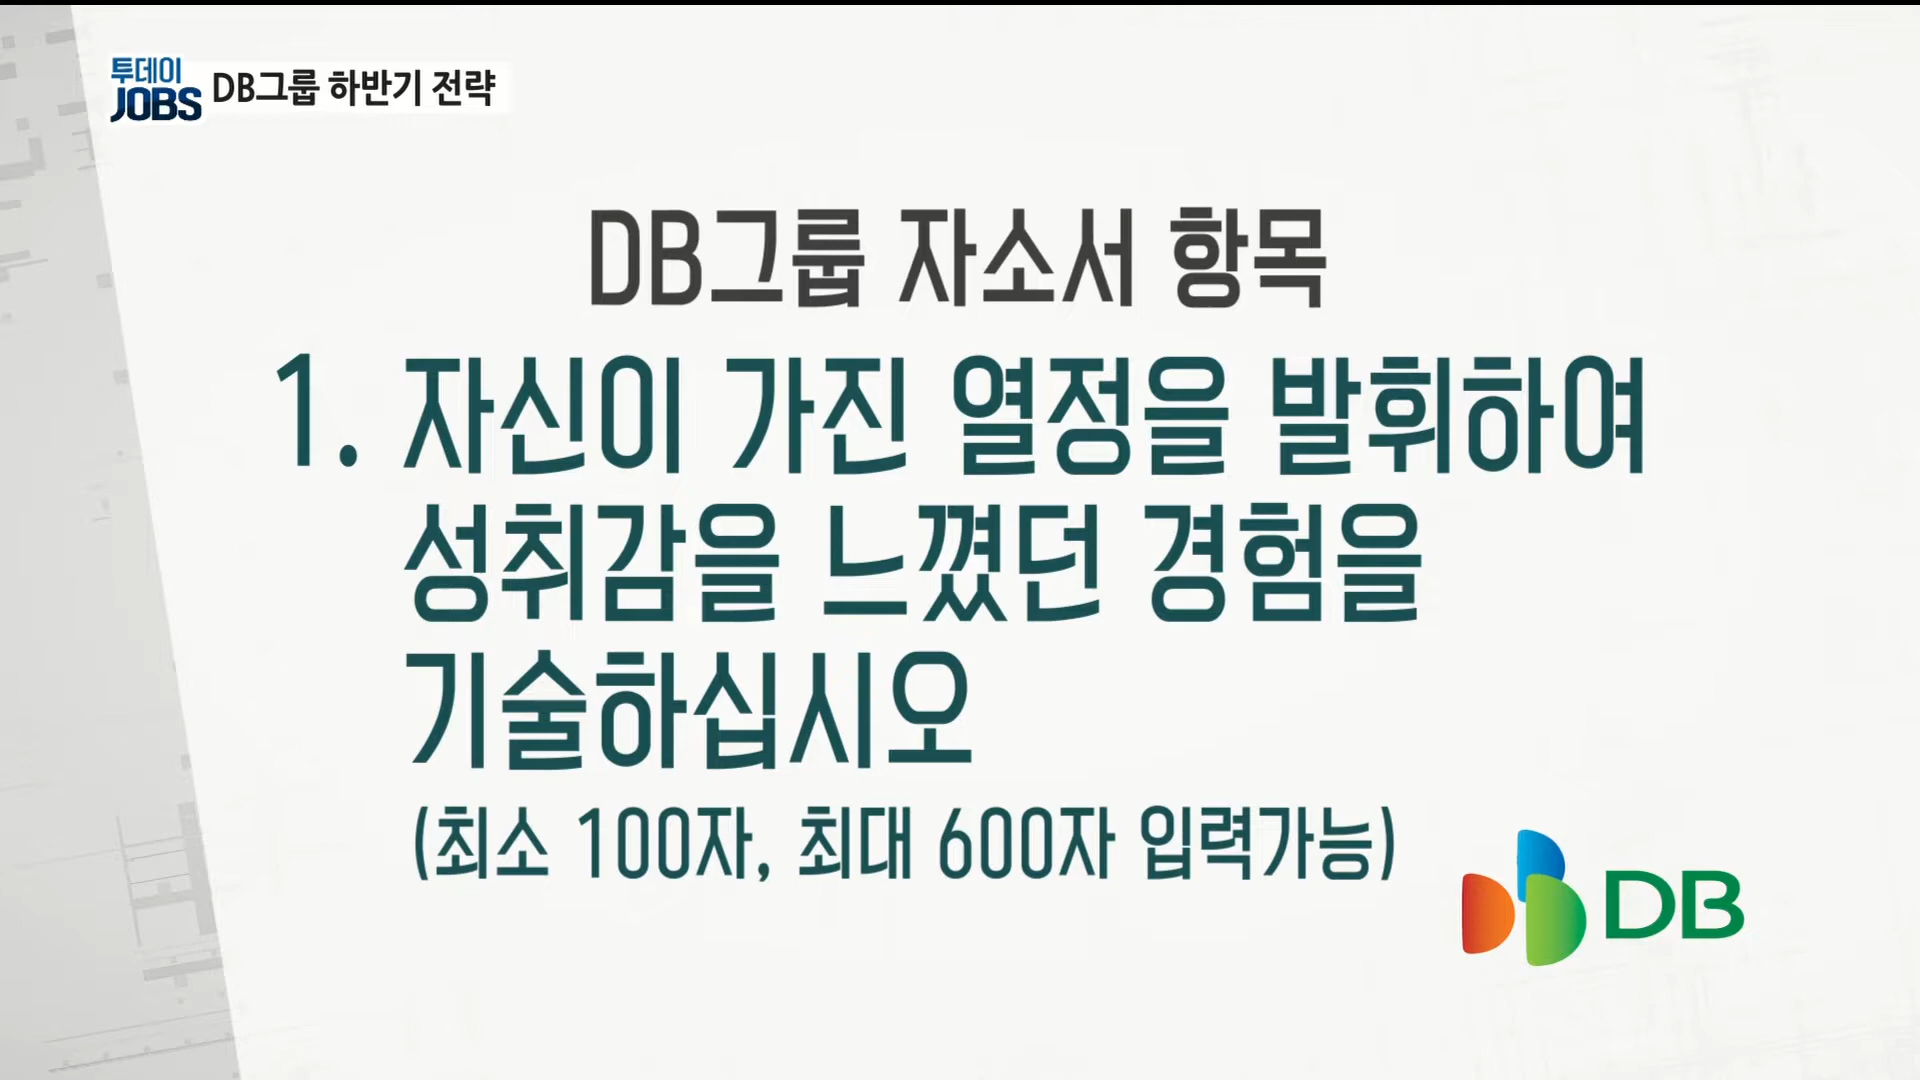 투데이
JOBS
DB그룹 하반기 전략
DB그룹 자소서 항목
1. 자신이 가진 열정을 발휘하여
성취감을 느꼈던 경험을
기술하십시오
(최소 100자, 최대 600자 입력가능)
DB